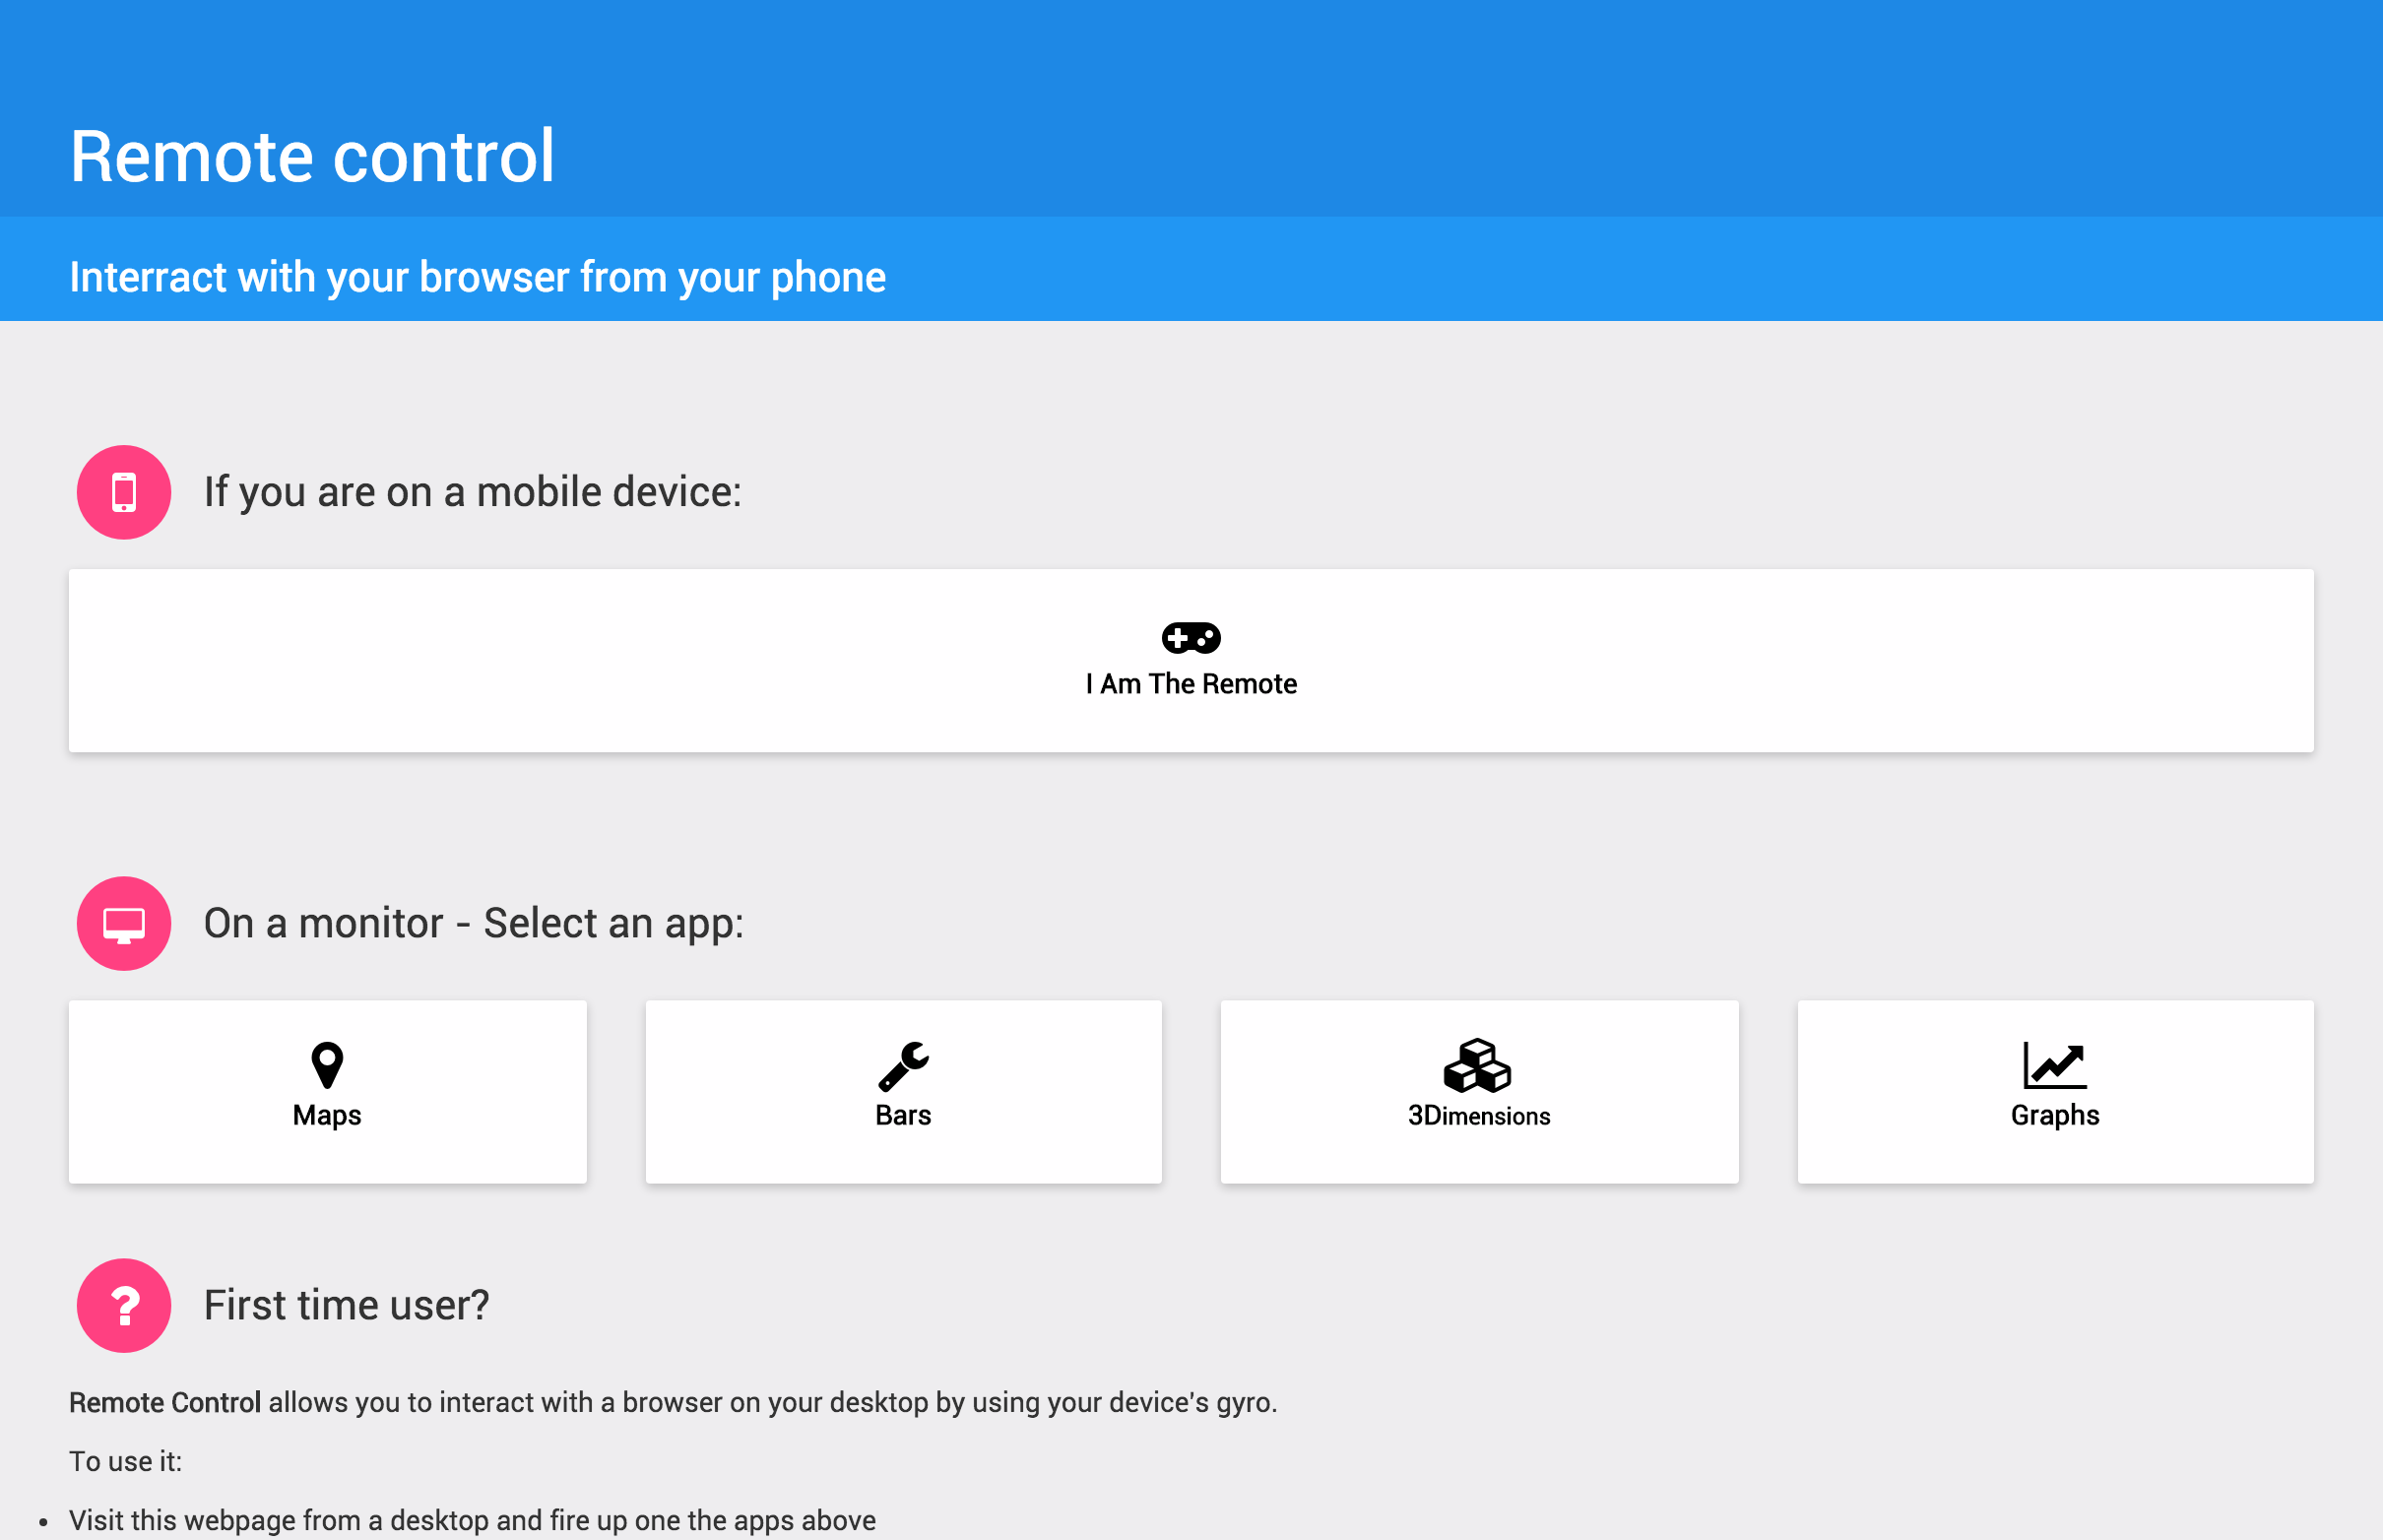 Remote control
Interract with your browser from your phone
If you are on a mobile device:
I Am The Remote
On a monitor - Select an app:
Maps
Bars
3Dimensions
Graphs
First time user?
Remote Control allows you to interact with a browser on your desktop by using your device's gyro.
To use it:
• Visit this webpage from a desktop and fire up one the apps above